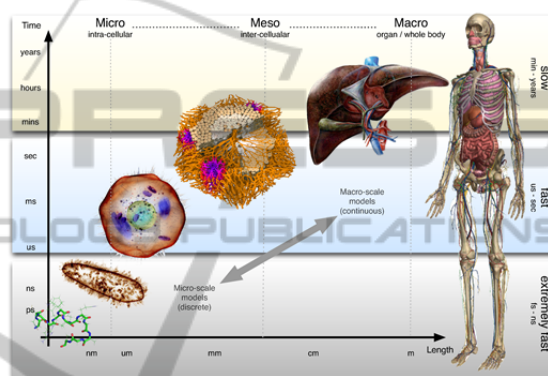 Time
Micro
intra-cellular
Meso
inter-cellualar
Macro
organ / whole body
years
hours
mins
sec
ms
us
ns
ps
slow
min - years
fast
us - sec
extremely fast
fs - ns
Macro-scale
models
(continuous)
Micro-scale
models
(discrete)
nm
um
mm
cm
m
Length
PUBLICATIONS